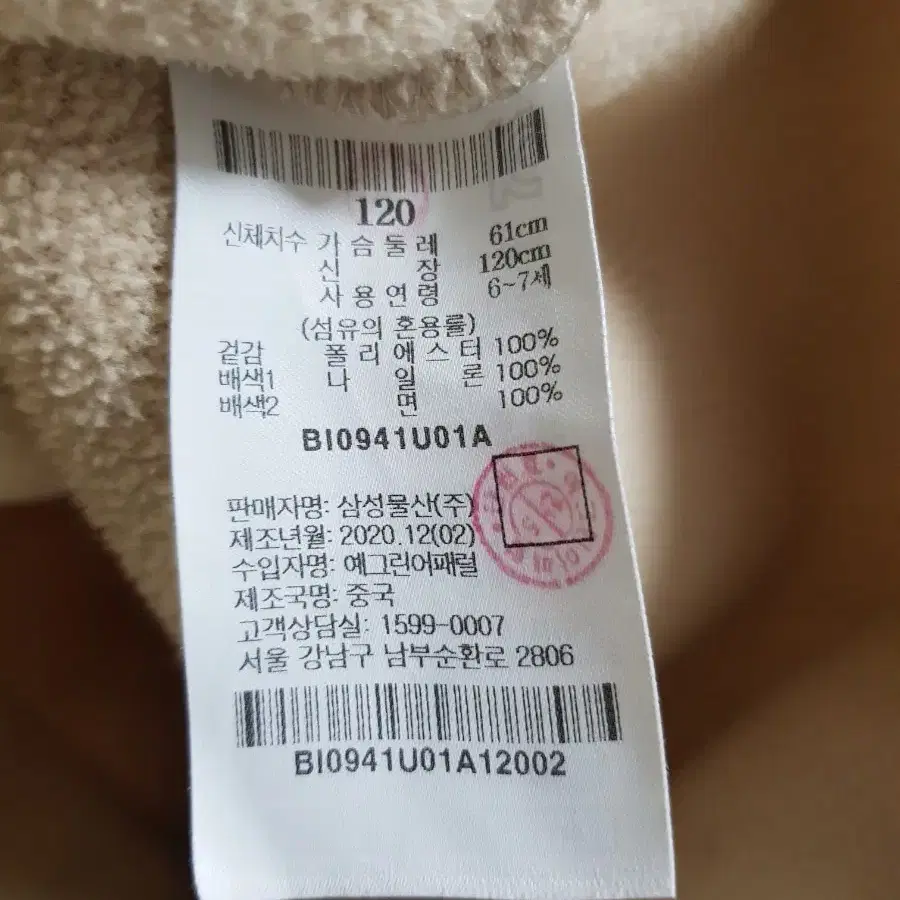 120
신체치수 가슴둘레 61cm
신장 120cm
사용연령 6~7세
(섬유의 혼용률)
겉감 폴리에스터 100%
배색1 나일론 100%
배색2 면 100%
BI0941U01A
판매자명: 삼성물산(주)
제조년월: 2020.12(02)
수입자명: 예그린어패럴
제조국명: 중국
고객상담실: 1599-0007
서울 강남구 남부순환로 2806
BI0941U01A12002